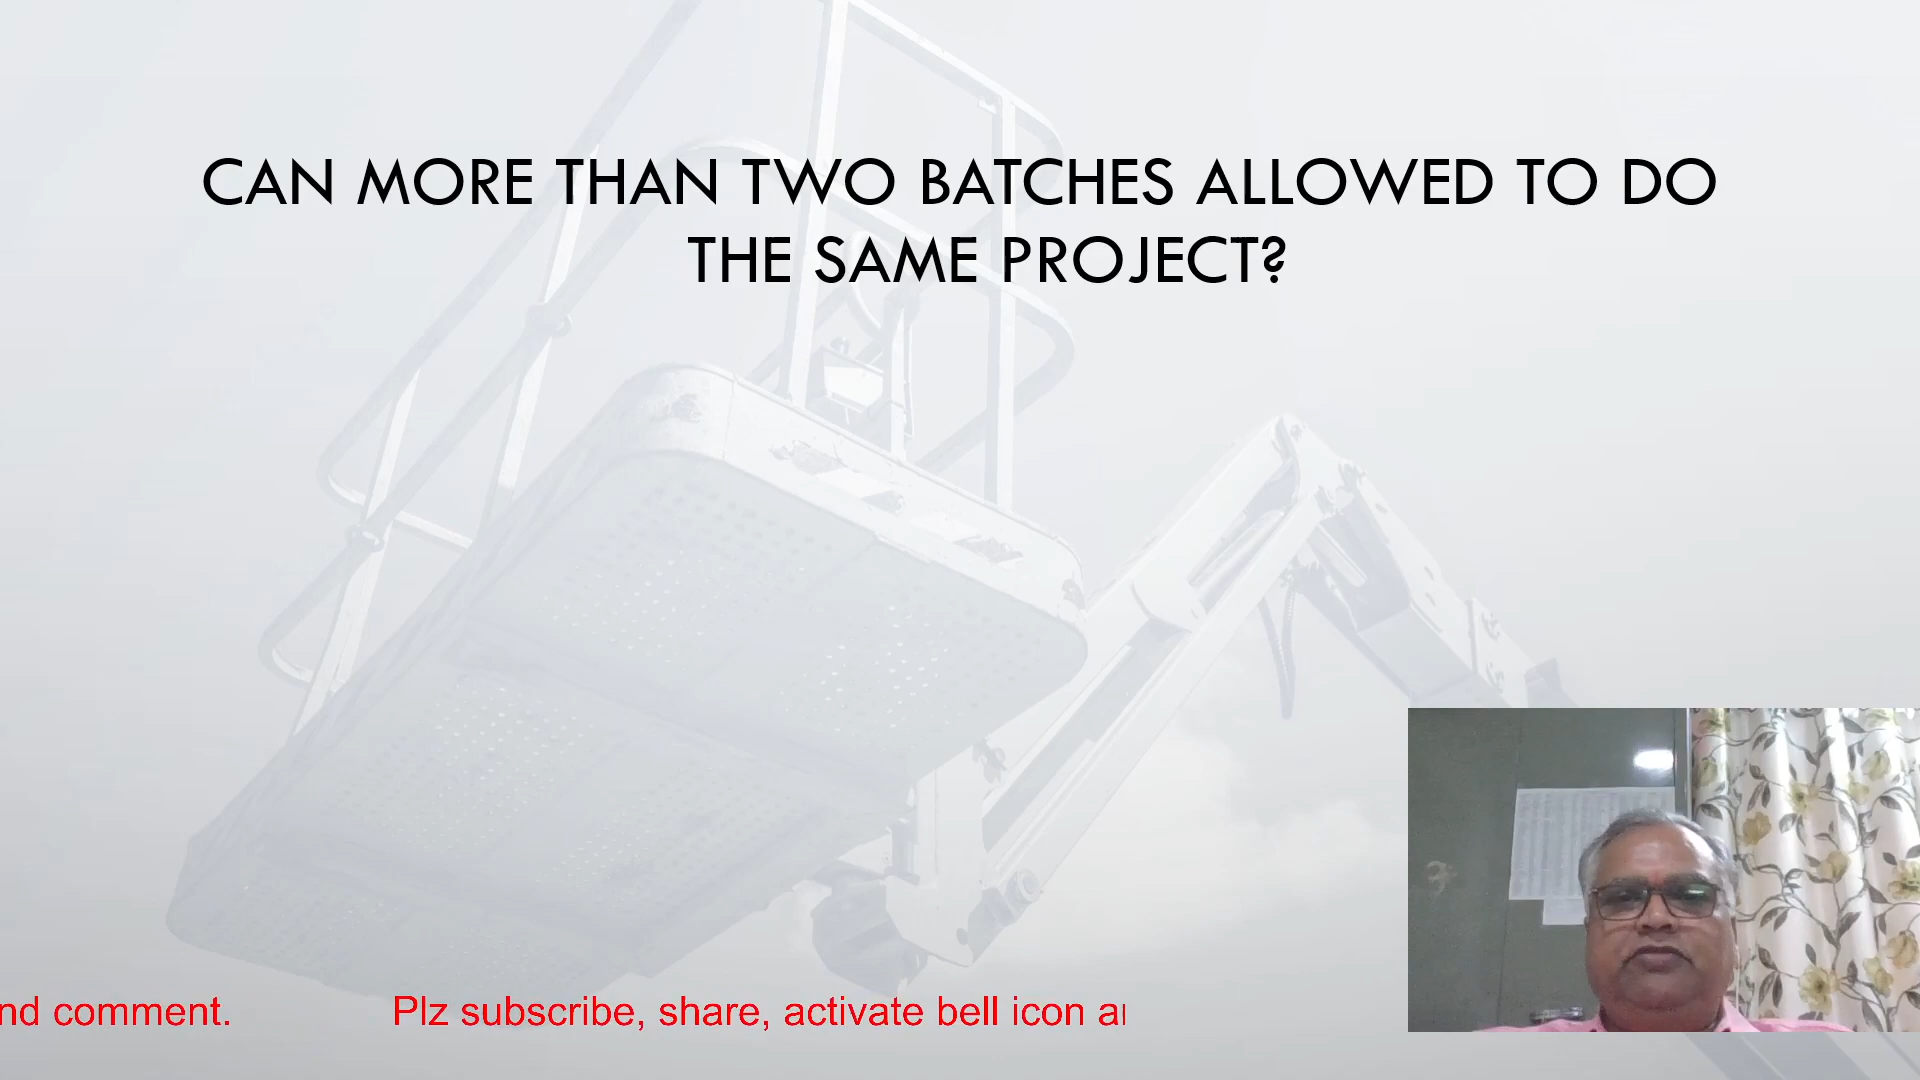 CAN MORE THAN TWO BATCHES ALLOWED TO DO
THE SAME PROJECT?
nd comment. Plz subscribe, share, activate bell icon